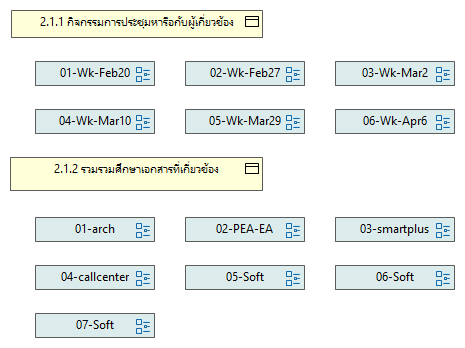 2.1.1 กิจกรรมการประชุมหารือกับผู้เกี่ยวข้อง
01-Wk-Feb20
02-Wk-Feb27
03-Wk-Mar2
04-Wk-Mar10
05-Wk-Mar29
06-Wk-Apr6
2.1.2 รวมรวมศึกษาเอกสารที่เกี่ยวข้อง
01-arch
02-PEA-EA
03-smartplus
04-callcenter
05-Soft
06-Soft
07-Soft